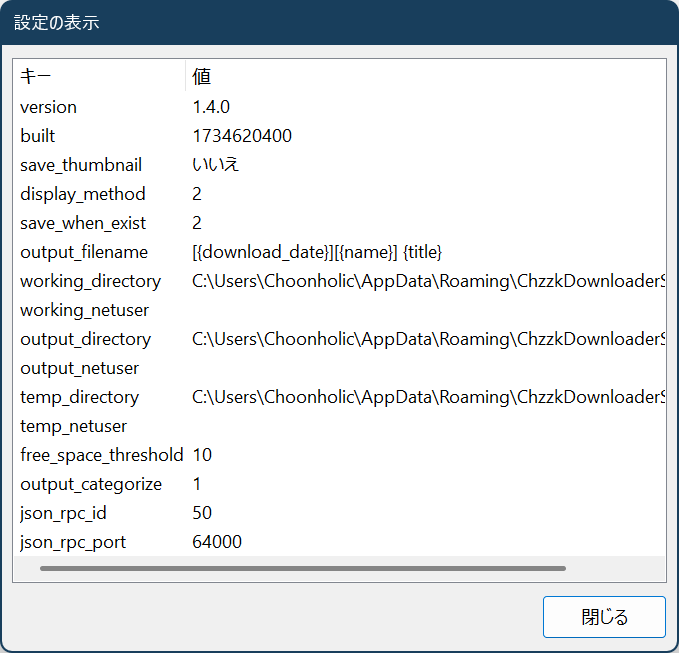 設定の表示
キー 値
version 1.4.0
built 1734620400
save_thumbnail いいえ
display_method 2
save_when_exist 2
output_filename [{download_date}][{name}] {title}
working_directory C:\Users\Choonholic\AppData\Roaming\ChzzkDownloaderS
working_netuser
output_directory C:\Users\Choonholic\AppData\Roaming\ChzzkDownloaderS
output_netuser
temp_directory C:\Users\Choonholic\AppData\Roaming\ChzzkDownloaderS
temp_netuser
free_space_threshold 10
output_categorize 1
json_rpc_id 50
json_rpc_port 64000
閉じる